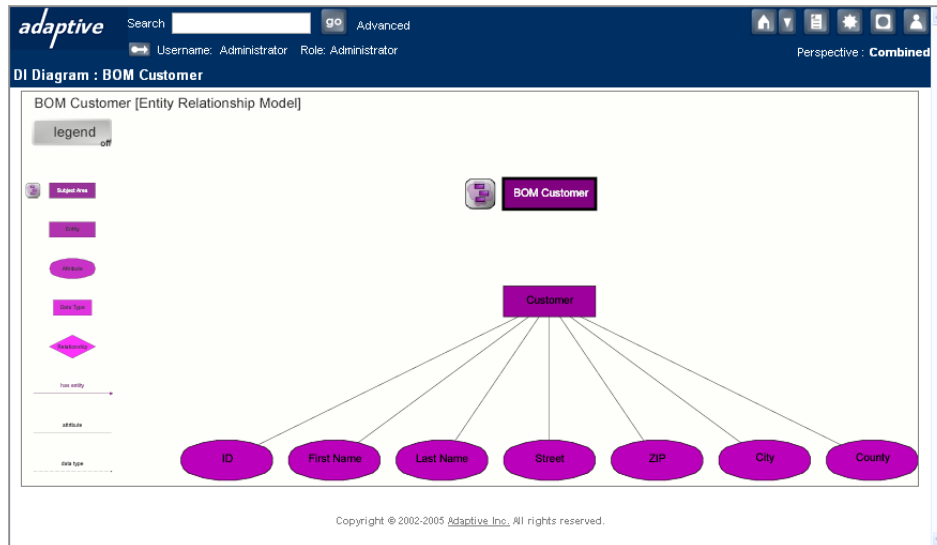 adaptive
Search
go
Advanced
Username: Administrator Role: Administrator
Perspective : Combined
DI Diagram : BOM Customer
BOM Customer [Entity Relationship Model]
legend
off
Subject Area
BOM Customer
Entity
Attribute
Customer
Data Type
Relationship
has entity
attribute
data type
ID
First Name
Last Name
Street
ZIP
City
County
Copyright © 2002-2005 Adaptive Inc. All rights reserved.